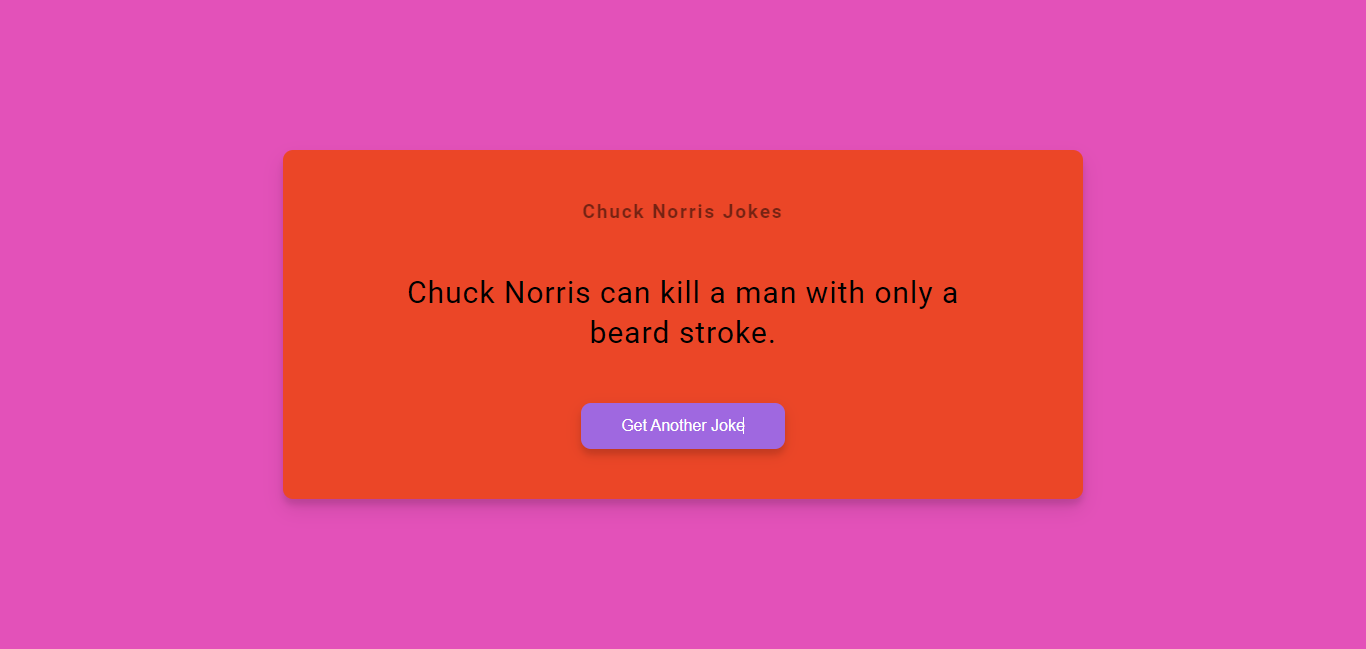 Chuck Norris Jokes
Chuck Norris can kill a man with only a
beard stroke.
Get Another Joke